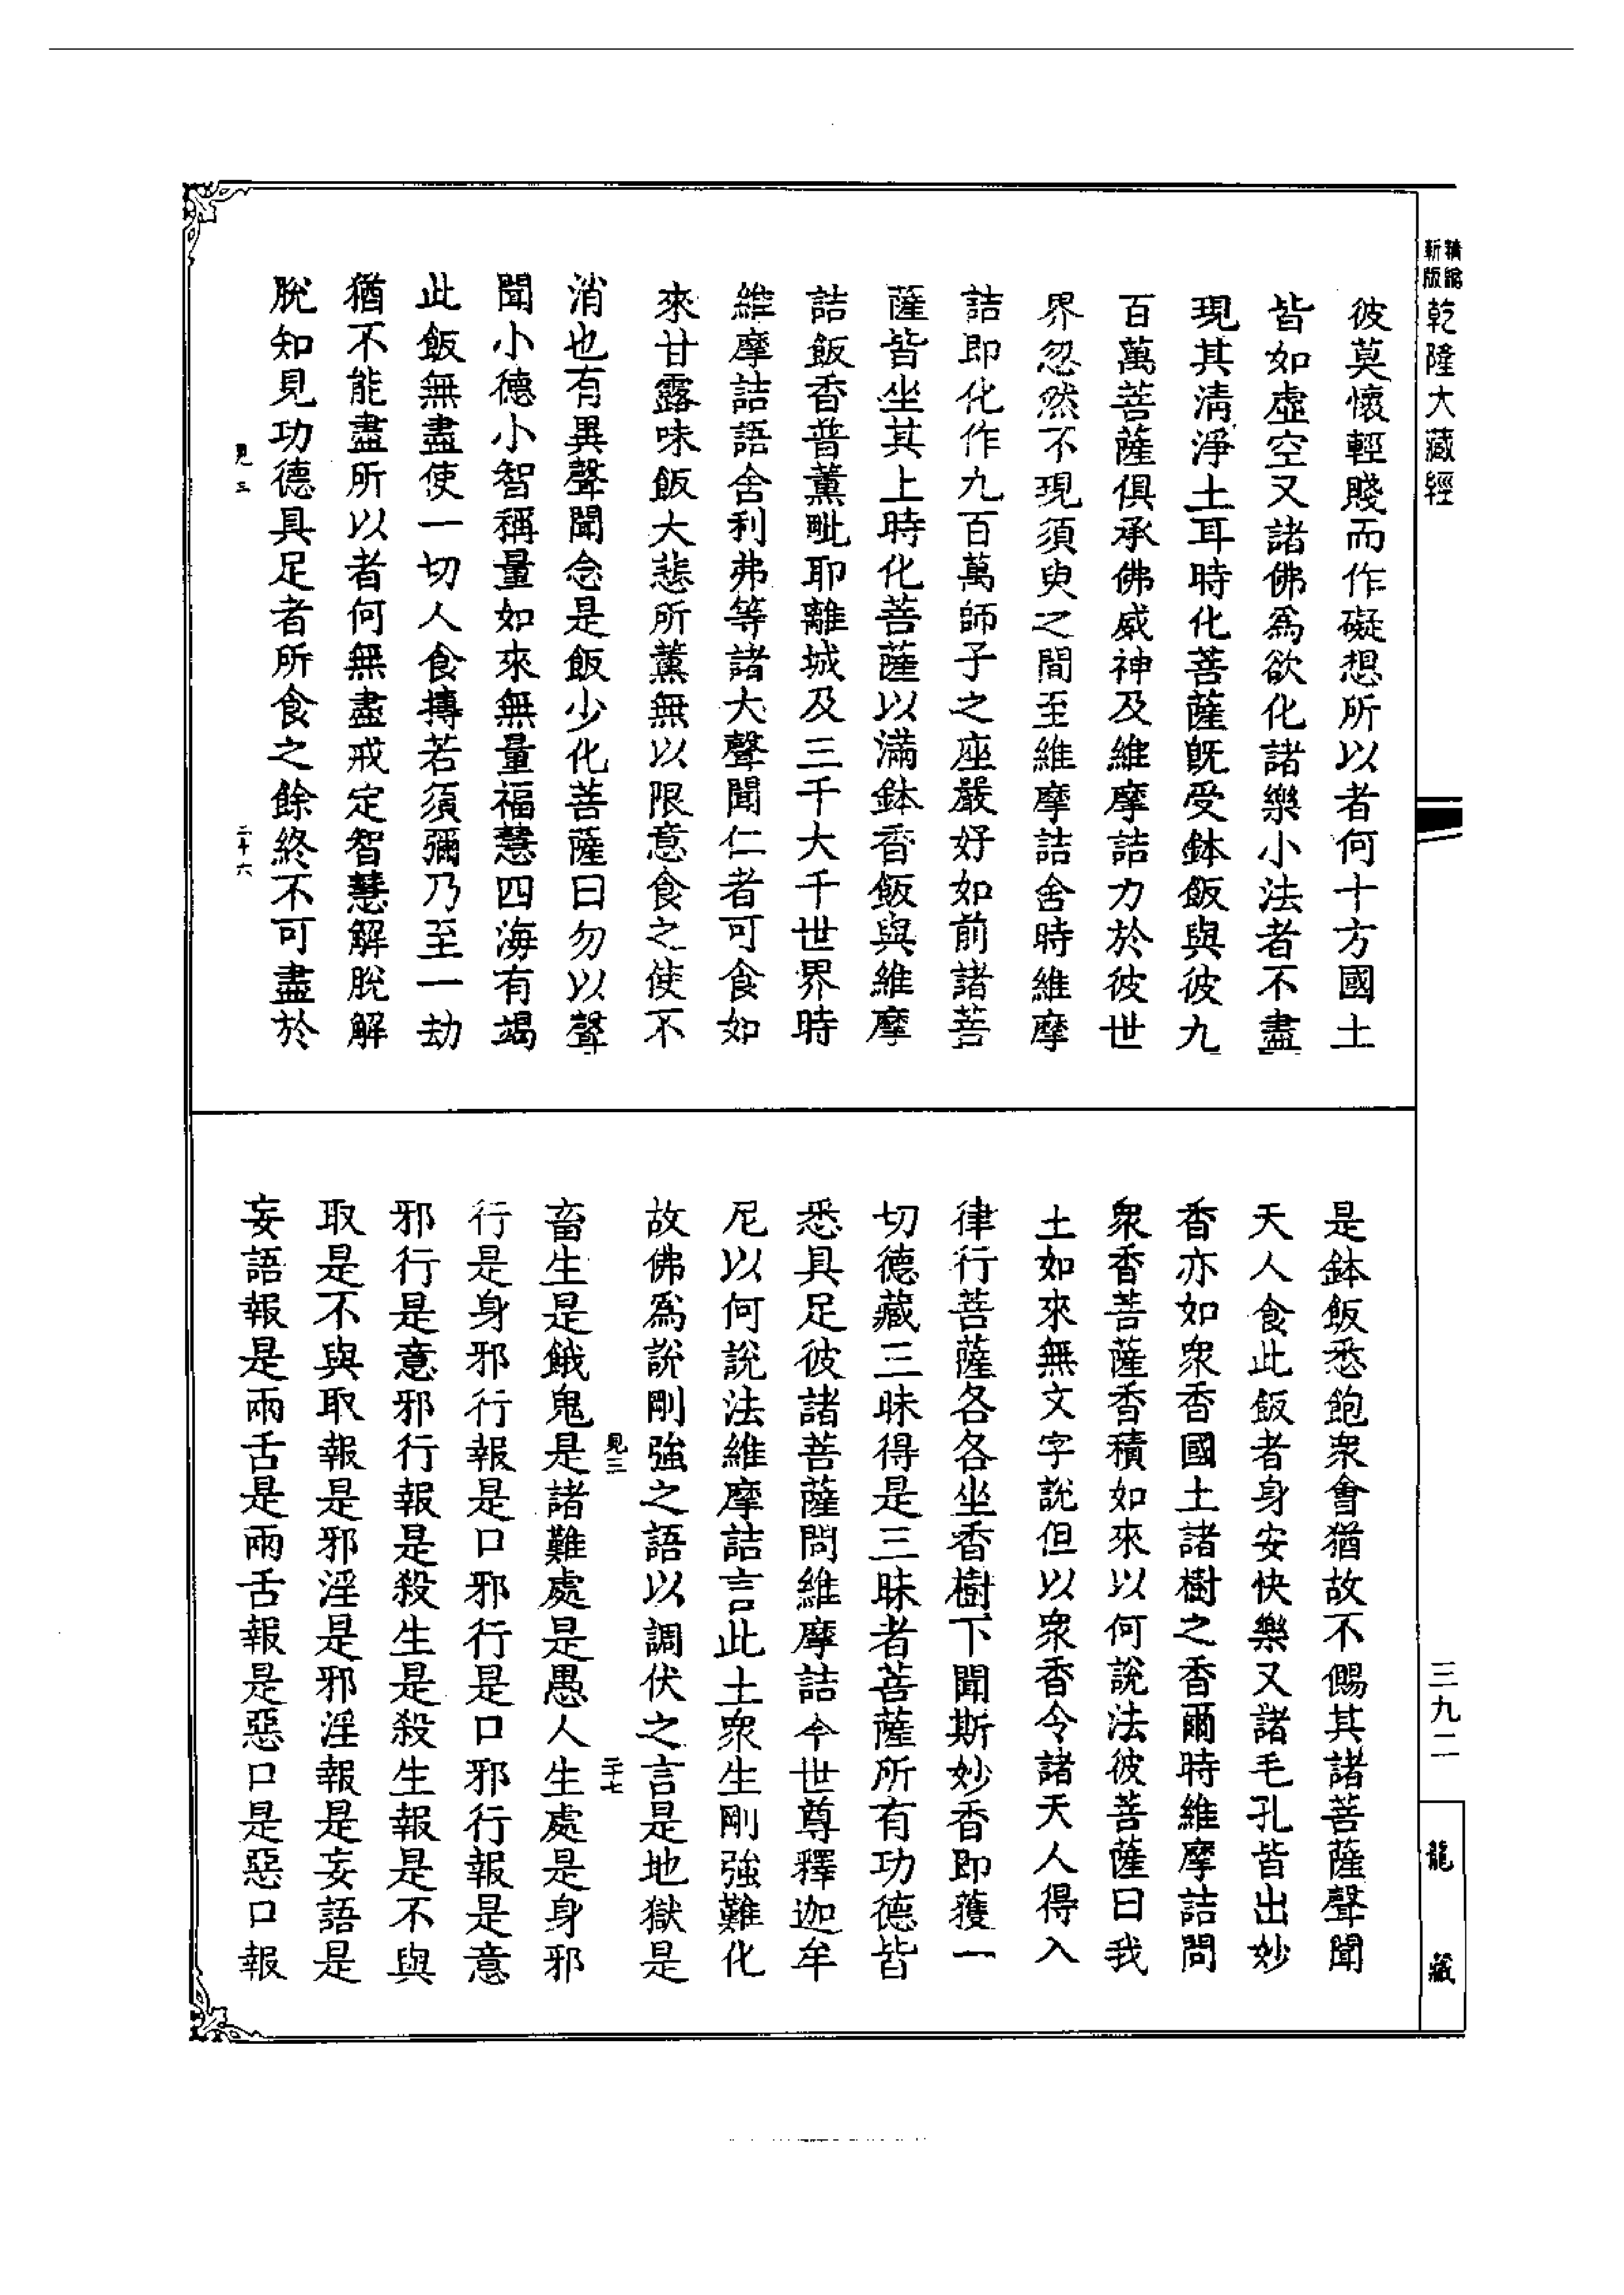 新版精縮乾隆大藏經
彼莫懷輕賤而作礙想所以者何十方國土
皆如虛空又諸佛爲欲化諸樂小法者不盡
現其清淨土耳時化菩薩旣受鉢飯與彼九
百萬菩薩俱承佛威神及維摩詰力於彼世
界忽然不現須臾之間至維摩詰舍時維摩
詰即化作九百萬師子之座嚴好如前諸菩
薩皆坐其上時化菩薩以滿鉢香飯與維摩
詰飯香普薰毗耶離城及三千大千世界時
維摩詰語舍利弗等諸大聲聞仁者可食如
來甘露味飯大悲所薰無以限意食之使不
消也有異聲聞念是飯少化菩薩曰勿以聲
聞小德小智稱量如來無量福慧四海有竭
此飯無盡使一切人食摶若須彌乃至一劫
猶不能盡所以者何無盡戒定智慧解脫解
脫知見功德具足者所食之餘終不可盡於
見三 二十六
是鉢飯悉飽衆會猶故不儩其諸菩薩聲聞
天人食此飯者身安快樂又諸毛孔皆出妙
香亦如衆香國土諸樹之香爾時維摩詰問
衆香菩薩香積如來以何說法彼菩薩曰我
土如來無文字說但以衆香令諸天人得入
律行菩薩各各坐香樹下聞斯妙香即獲一
切德藏三昧得是三昧者菩薩所有功德皆
悉具足彼諸菩薩問維摩詰今世尊釋迦牟
尼以何說法維摩詰言此土衆生剛強難化
故佛爲說剛強之語以調伏之言是地獄是
見三 二十七
畜生是餓鬼是諸難處是愚人生處是身邪
行是身邪行報是口邪行是口邪行報是意
邪行是意邪行報是殺生是殺生報是不與
取是不與取報是邪淫是邪淫報是妄語是
妄語報是兩舌是兩舌報是惡口是惡口報
三九二
龍藏